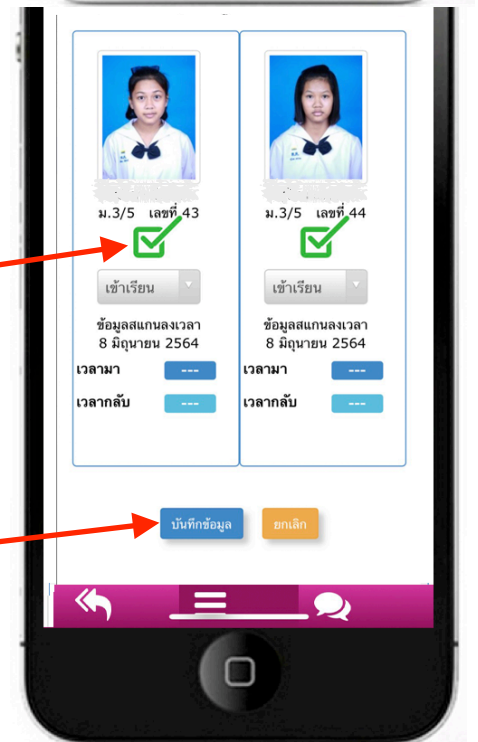 ม.3/5 เลขที่ 43
เข้าเรียน
ข้อมูลสแกนลงเวลา
8 มิถุนายน 2564
เวลามา ---
เวลากลับ ---
ม.3/5 เลขที่ 44
เข้าเรียน
ข้อมูลสแกนลงเวลา
8 มิถุนายน 2564
เวลามา ---
เวลากลับ ---
บันทึกข้อมูล ยกเลิก